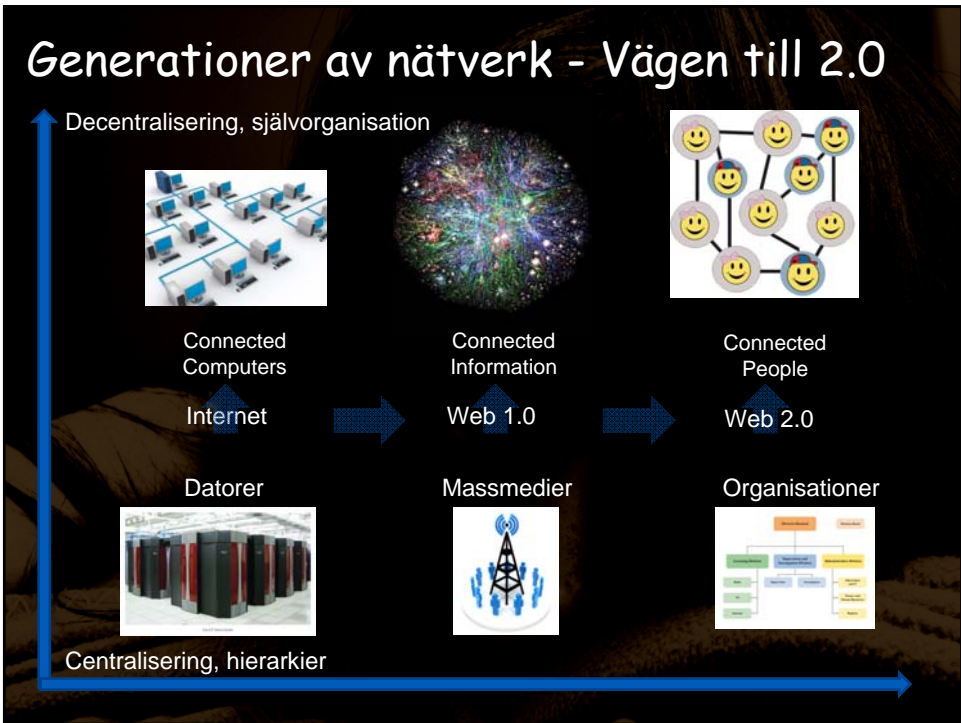 Generationer av nätverk - Vägen till 2.0
Decentralisering, självorganisation
Connected
Computers
Connected
Information
Connected
People
Internet
Web 1.0
Web 2.0
Datorer
Massmedier
Organisationer
Centralisering, hierarkier